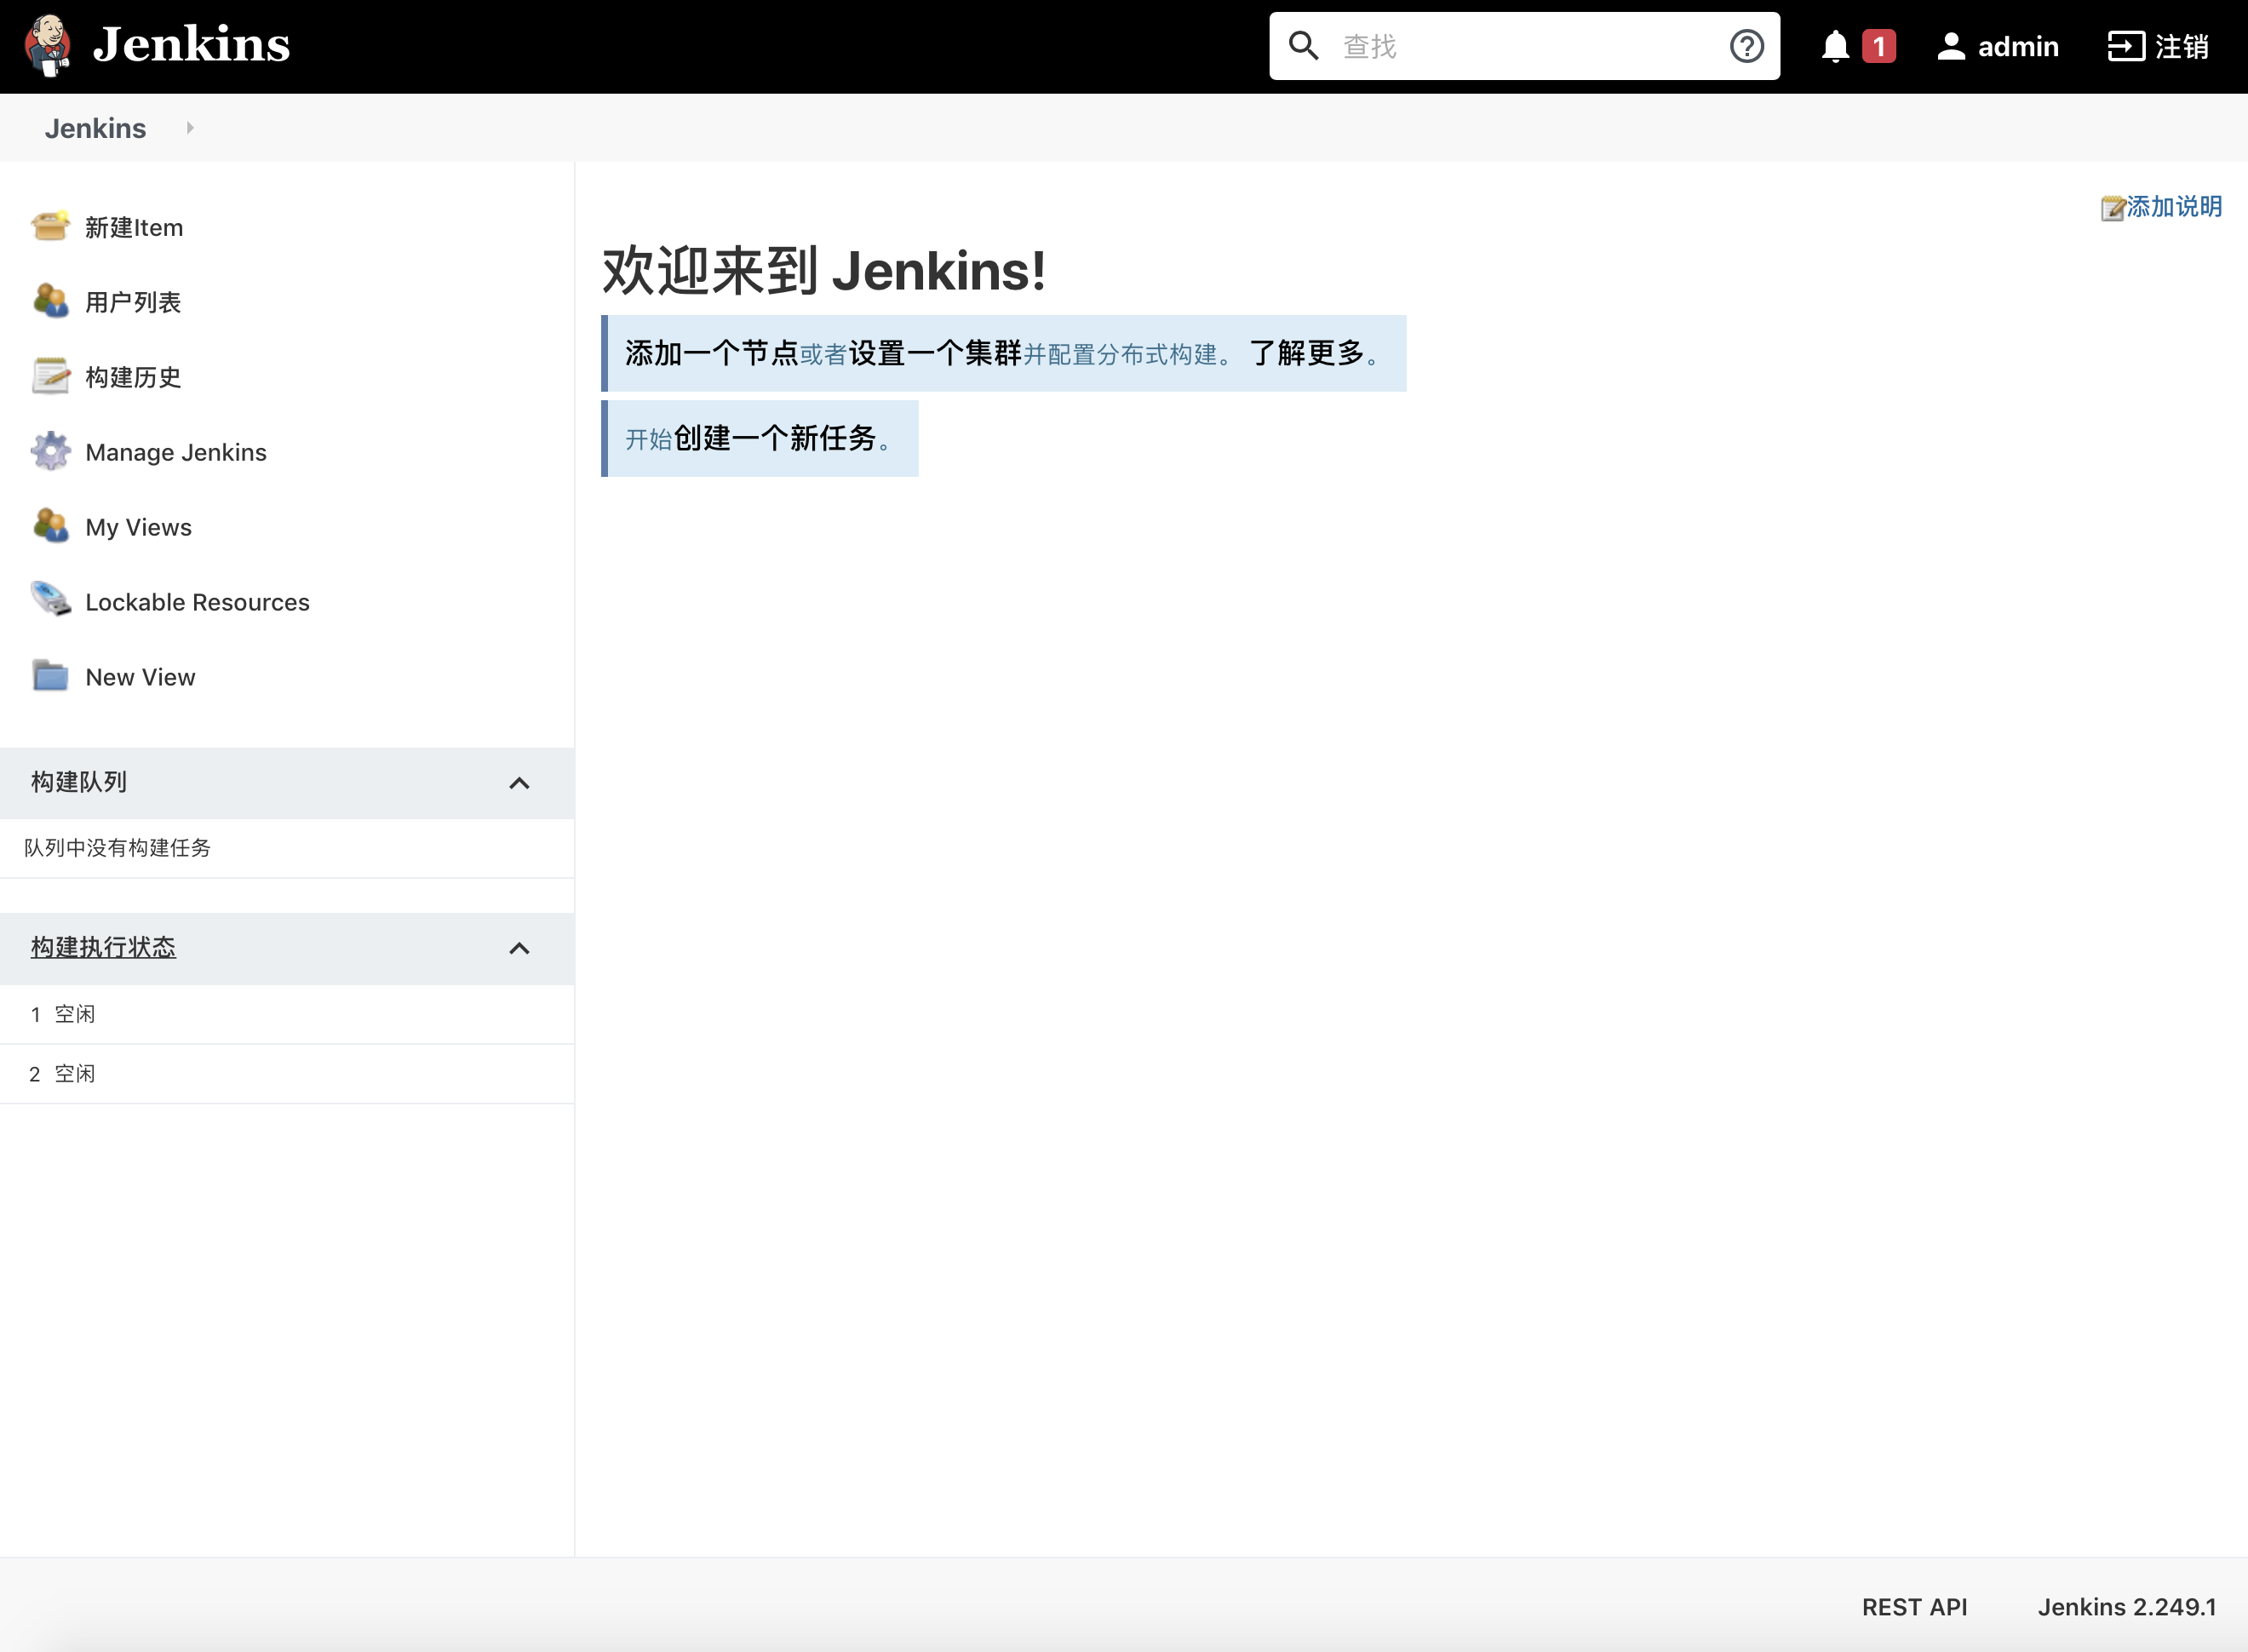 Jenkins
查找
1
admin
注销
Jenkins
新建Item
用户列表
构建历史
Manage Jenkins
My Views
Lockable Resources
New View
构建队列
队列中没有构建任务
构建执行状态
1 空闲
2 空闲
添加说明
欢迎来到 Jenkins!
添加一个节点或者设置一个集群并配置分布式构建。 了解更多。
开始创建一个新任务。
REST API
Jenkins 2.249.1